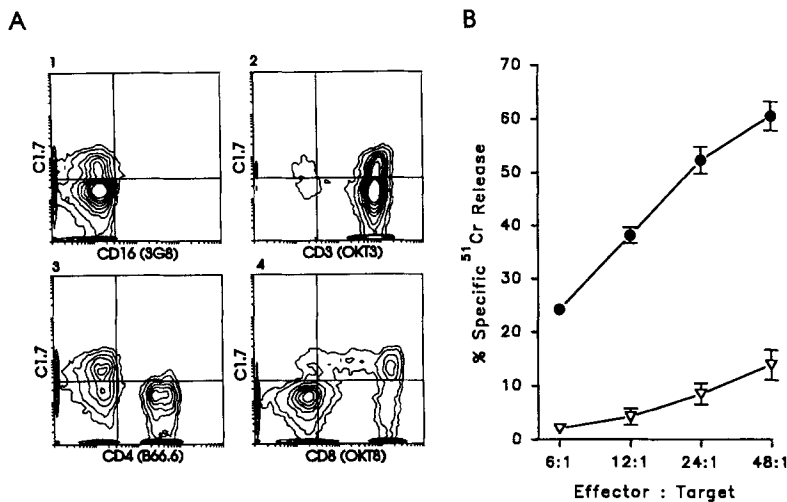 A
B
1
C1.7
CD16 (3G8)
2
C1.7
CD3 (OKT3)
3
C1.7
CD4 (B66.6)
4
C1.7
CD8 (OKT8)
% Specific ⁵¹Cr Release
70
60
50
40
30
20
10
0
6:1
12:1
24:1
48:1
Effector : Target